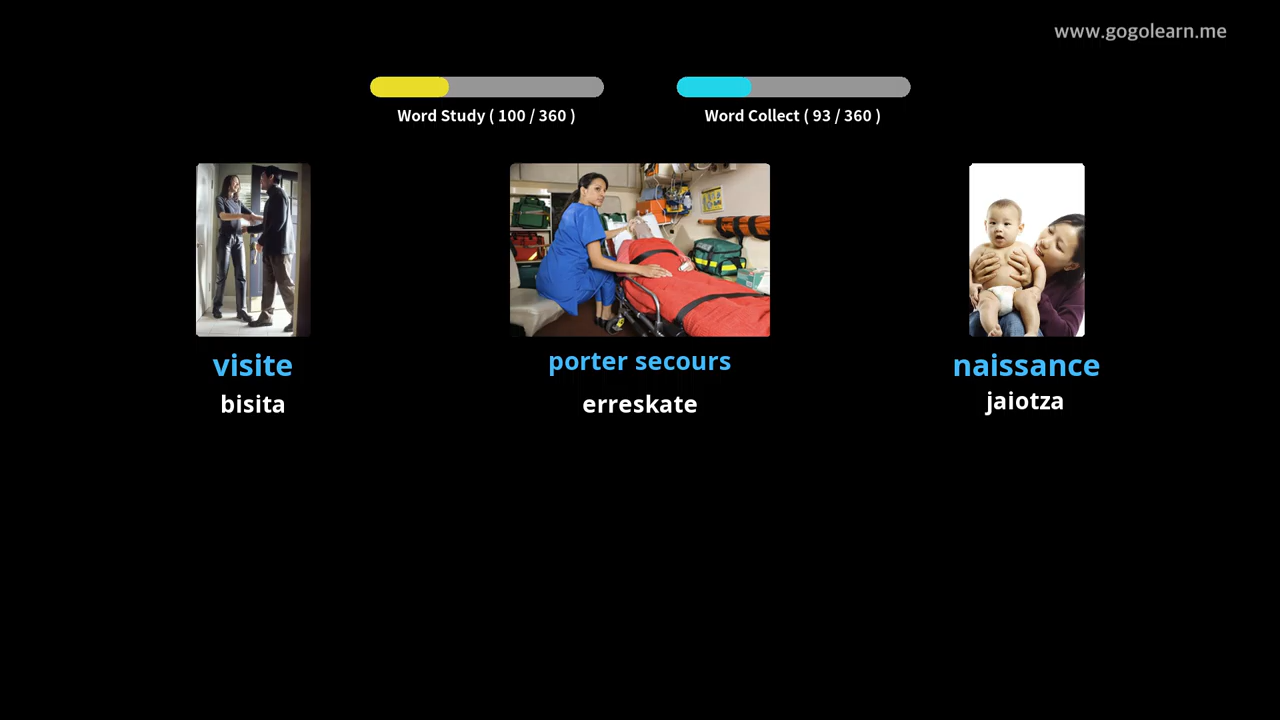 www.gogolearn.me
Word Study ( 100 / 360 )
Word Collect ( 93 / 360 )
visite
bisita
porter secours
erreskate
naissance
jaiotza